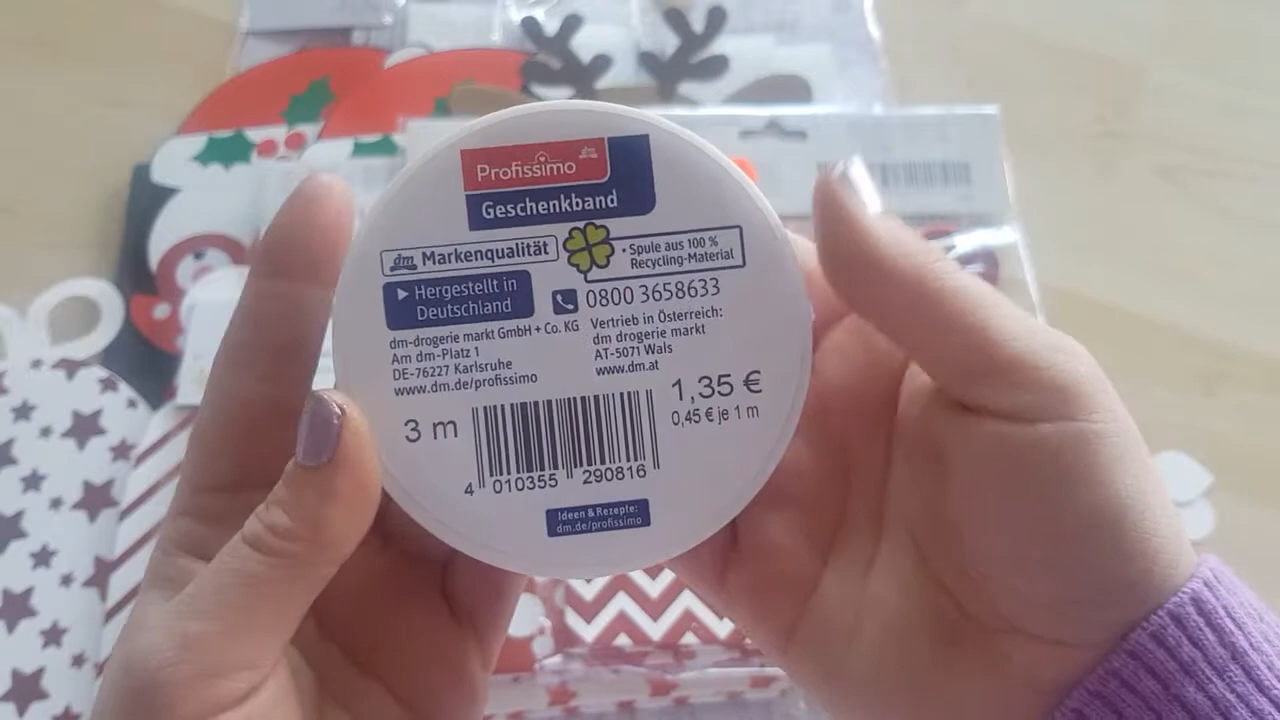 Profissimo
dm
Geschenkband
dm Markenqualität
• Spule aus 100 %
Recycling-Material
Hergestellt in
Deutschland
0800 3658633
dm-drogerie markt GmbH + Co. KG
Am dm-Platz 1
DE-76227 Karlsruhe
www.dm.de/profissimo
Vertrieb in Österreich:
dm drogerie markt
AT-5071 Wals
www.dm.at
3 m
1,35 €
0,45 € je 1 m
4 010355 290816
Ideen & Rezepte:
dm.de/profissimo